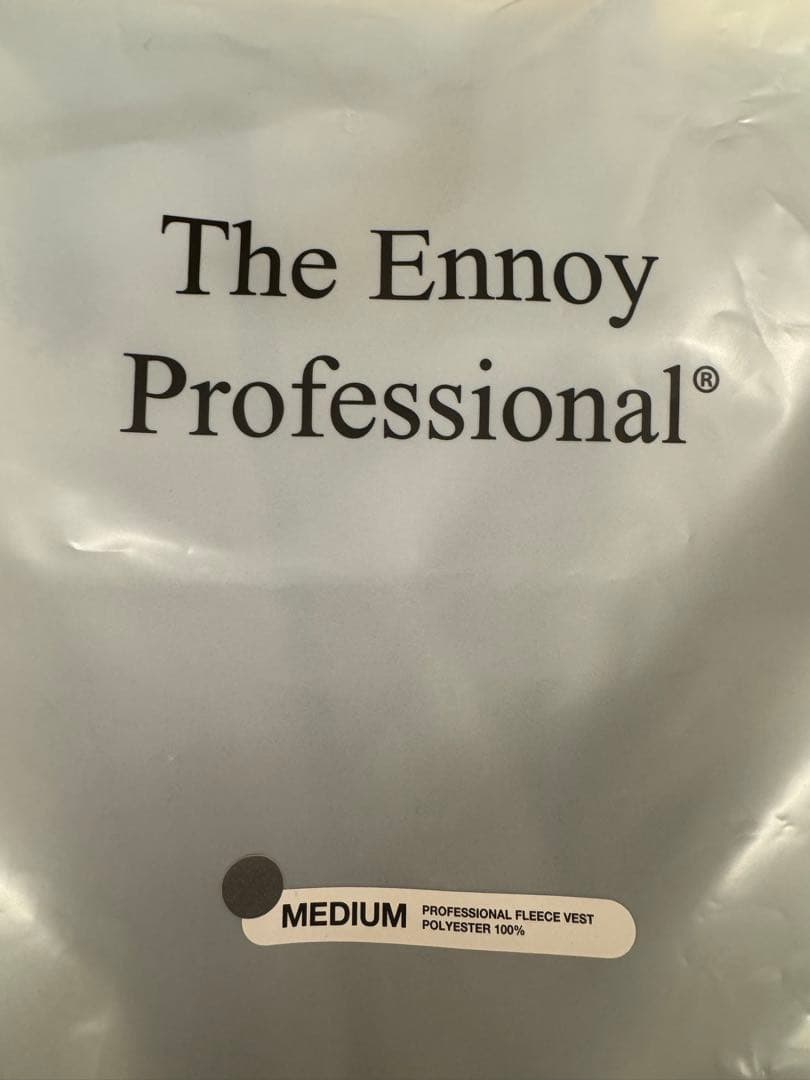 The Ennoy
Professional®
MEDIUM
PROFESSIONAL FLEECE VEST
POLYESTER 100%